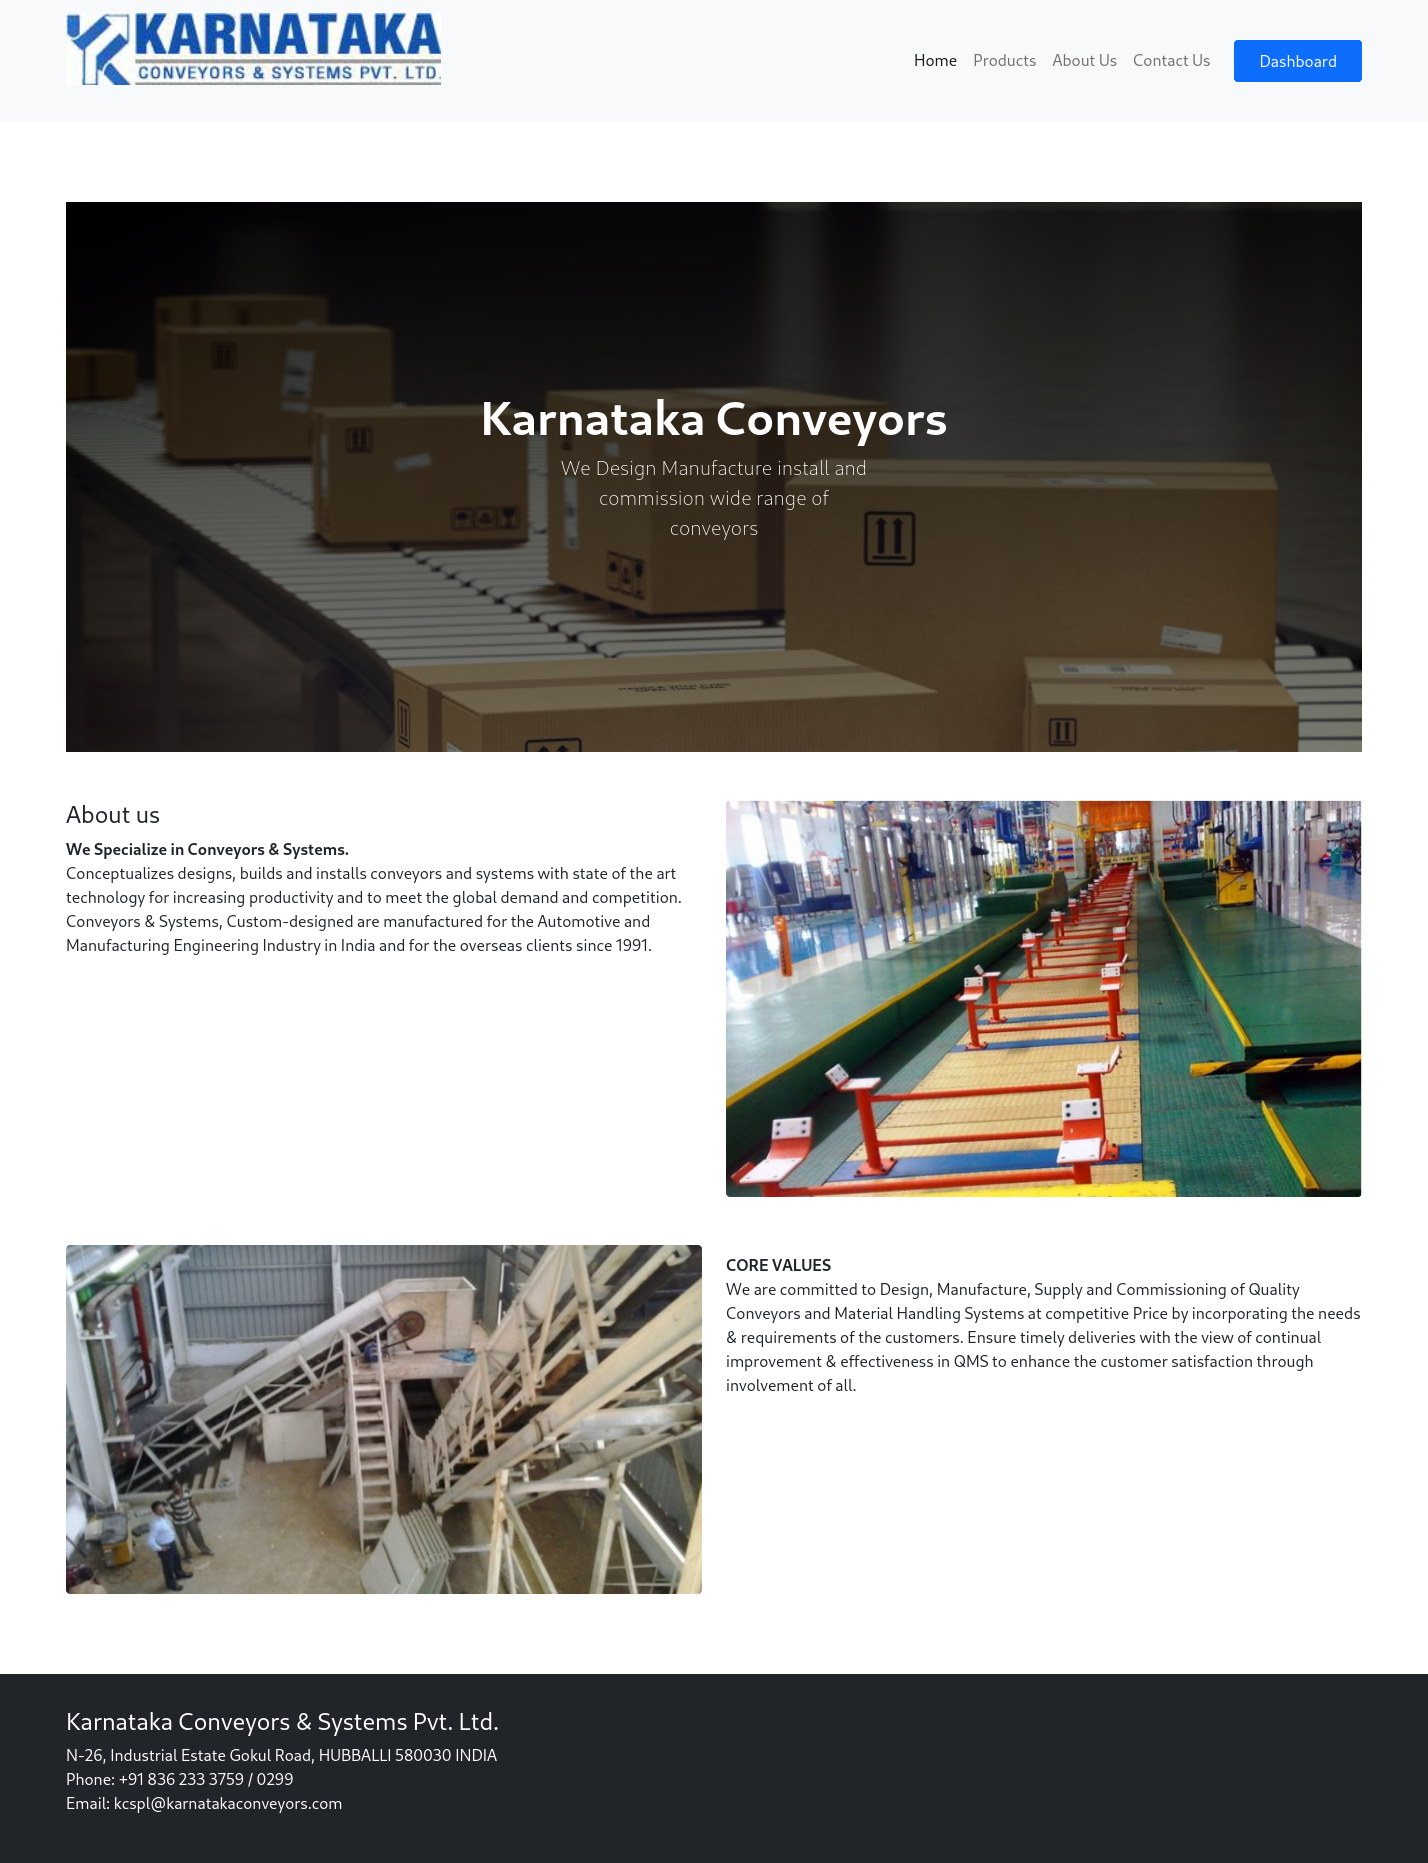 KARNATAKA
CONVEYORS & SYSTEMS PVT. LTD.
Home
Products
About Us
Contact Us
Dashboard
Karnataka Conveyors
We Design Manufacture install and
commission wide range of
conveyors
About us
We Specialize in Conveyors & Systems.
Conceptualizes designs, builds and installs conveyors and systems with state of the art
technology for increasing productivity and to meet the global demand and competition.
Conveyors & Systems, Custom-designed are manufactured for the Automotive and
Manufacturing Engineering Industry in India and for the overseas clients since 1991.
CORE VALUES
We are committed to Design, Manufacture, Supply and Commissioning of Quality
Conveyors and Material Handling Systems at competitive Price by incorporating the needs
& requirements of the customers. Ensure timely deliveries with the view of continual
improvement & effectiveness in QMS to enhance the customer satisfaction through
involvement of all.
Karnataka Conveyors & Systems Pvt. Ltd.
N-26, Industrial Estate Gokul Road, HUBBALLI 580030 INDIA
Phone: +91 836 233 3759 / 0299
Email: kcspl@karnatakaconveyors.com